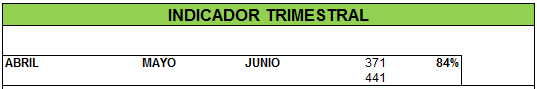 INDICADOR TRIMESTRAL
ABRIL MAYO JUNIO 371 84%
441